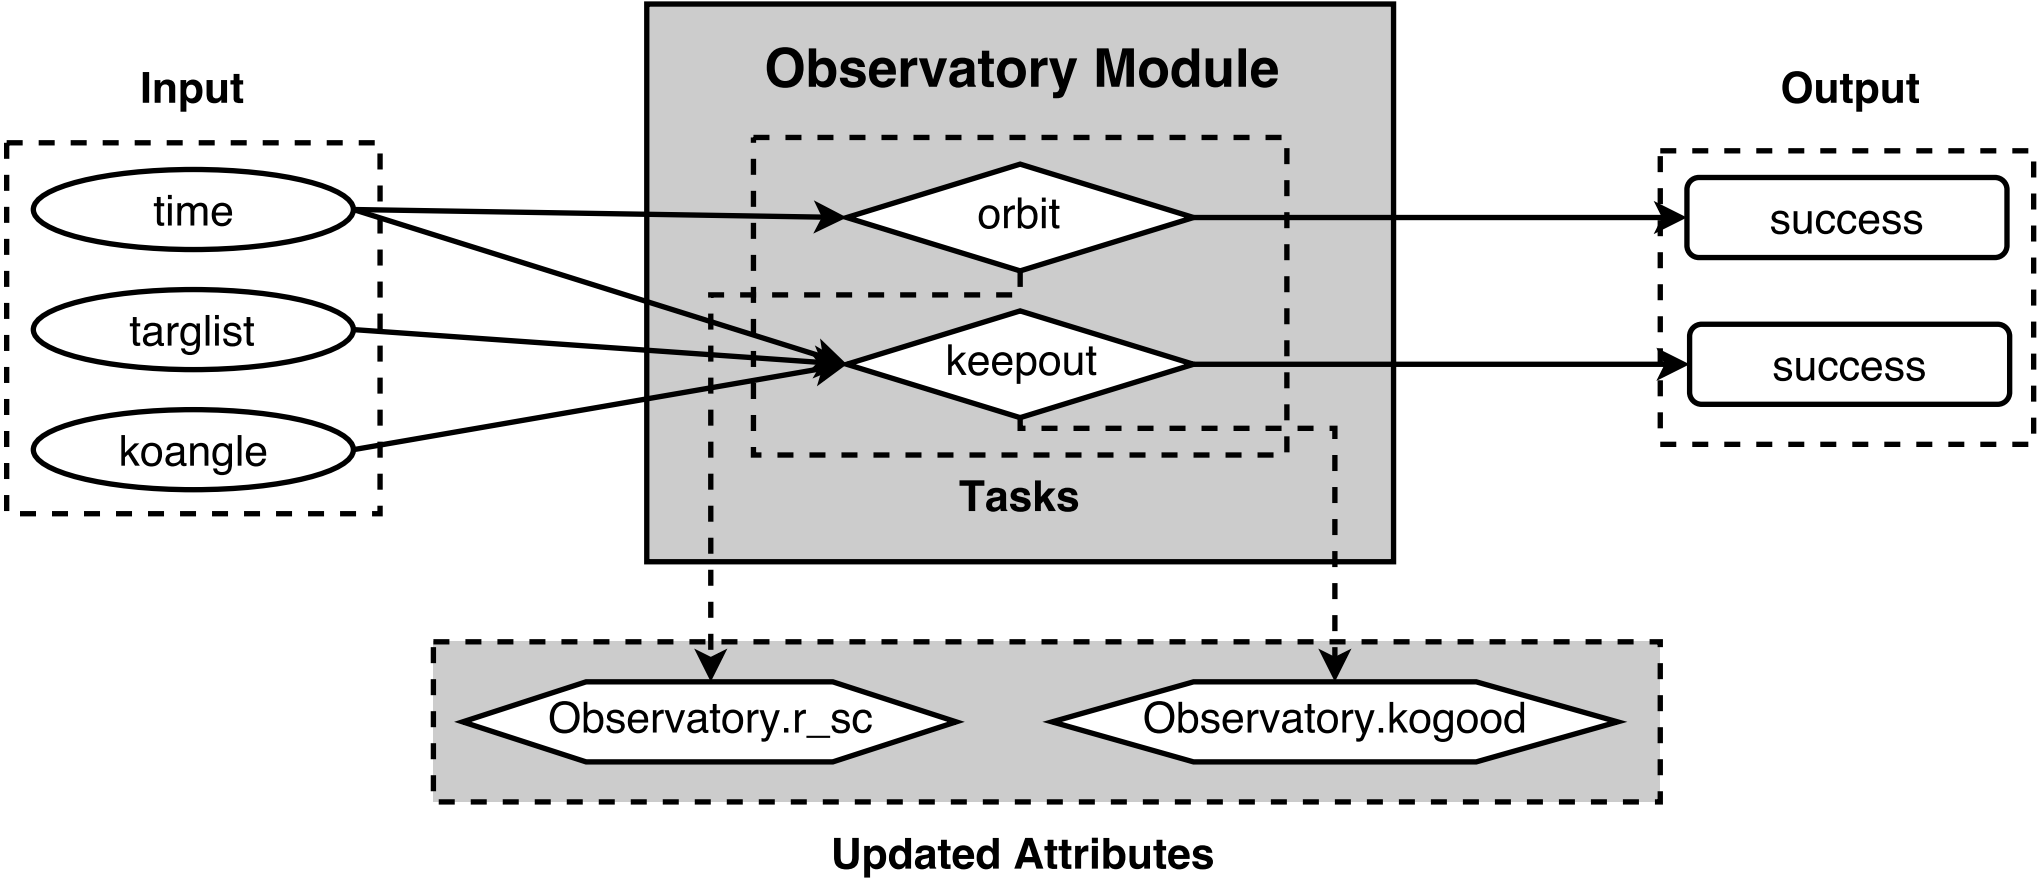 Observatory Module
Input
Output
time
orbit
success
targlist
keepout
success
koangle
Tasks
Observatory.r_sc
Observatory.kogood
Updated Attributes